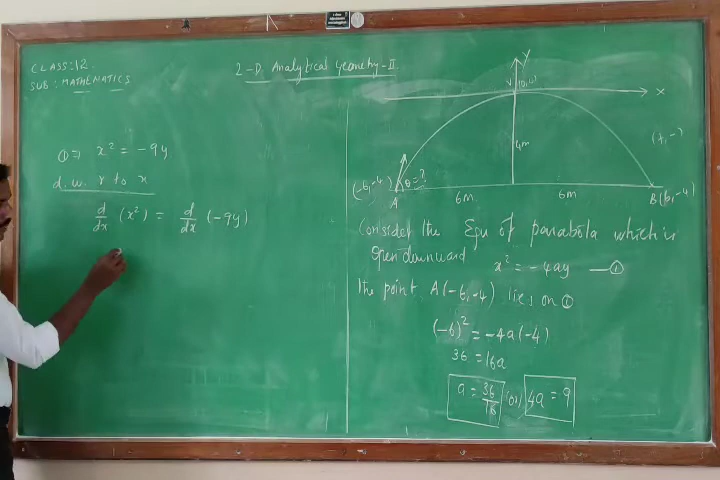 CLASS: 12.
SUB: MATHEMATICS
2-D Analytical Geometry-II
① ⇒ x² = -9y
d. w. r to x
d/dx (x²) = d/dx (-9y)
Y
X
4m
(-6,-4)
θ=?
A
6m
6m
B(6,-4)
Consider the Equ of parabola which is
open downward
x² = -4ay —①
The point A(-6,-4) lies on ①
(-6)² = -4a(-4)
36 = 16a
a = 36/16 (or) 4a = 9